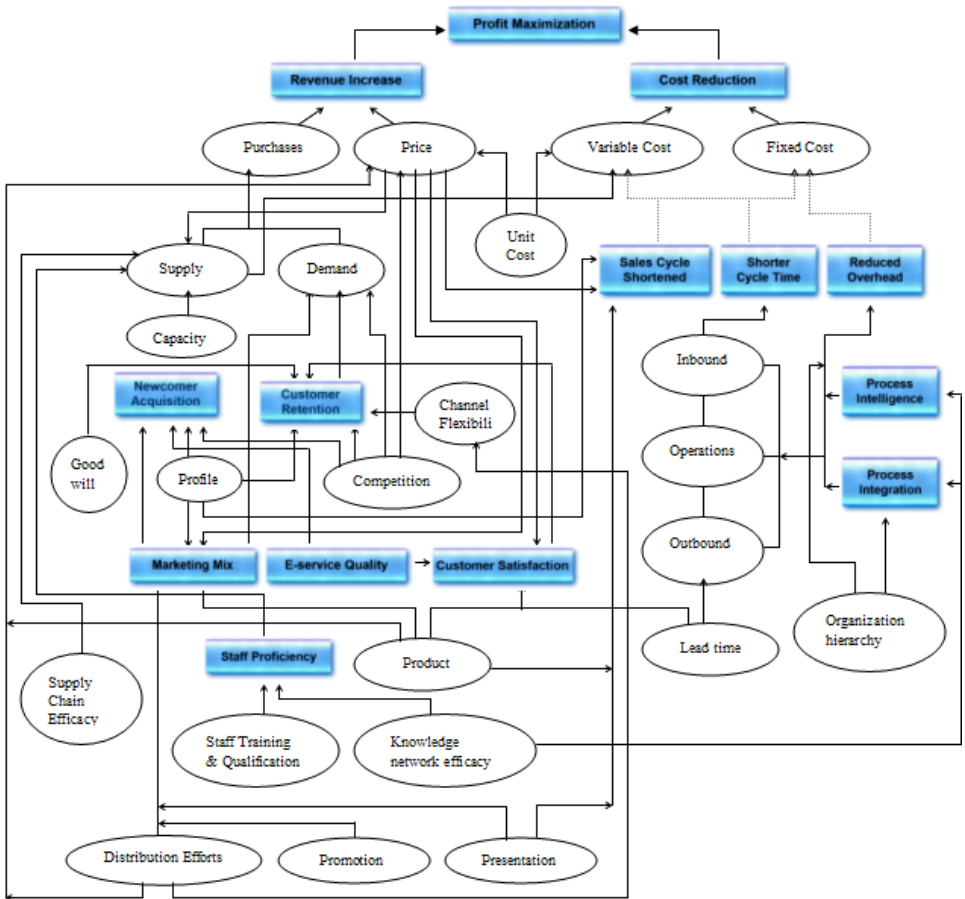 Profit Maximization
Revenue Increase
Cost Reduction
Purchases
Price
Variable Cost
Fixed Cost
Unit
Cost
Supply
Demand
Sales Cycle
Shortened
Shorter
Cycle Time
Reduced
Overhead
Capacity
Inbound
Newcomer
Acquisition
Customer
Retention
Channel
Flexibili
Process
Intelligence
Good
will
Profile
Competition
Operations
Process
Integration
Outbound
Marketing Mix
E-service Quality
Customer Satisfaction
Organization
hierarchy
Staff Proficiency
Product
Lead time
Supply
Chain
Efficacy
Staff Training
& Qualification
Knowledge
network efficacy
Distribution Efforts
Promotion
Presentation